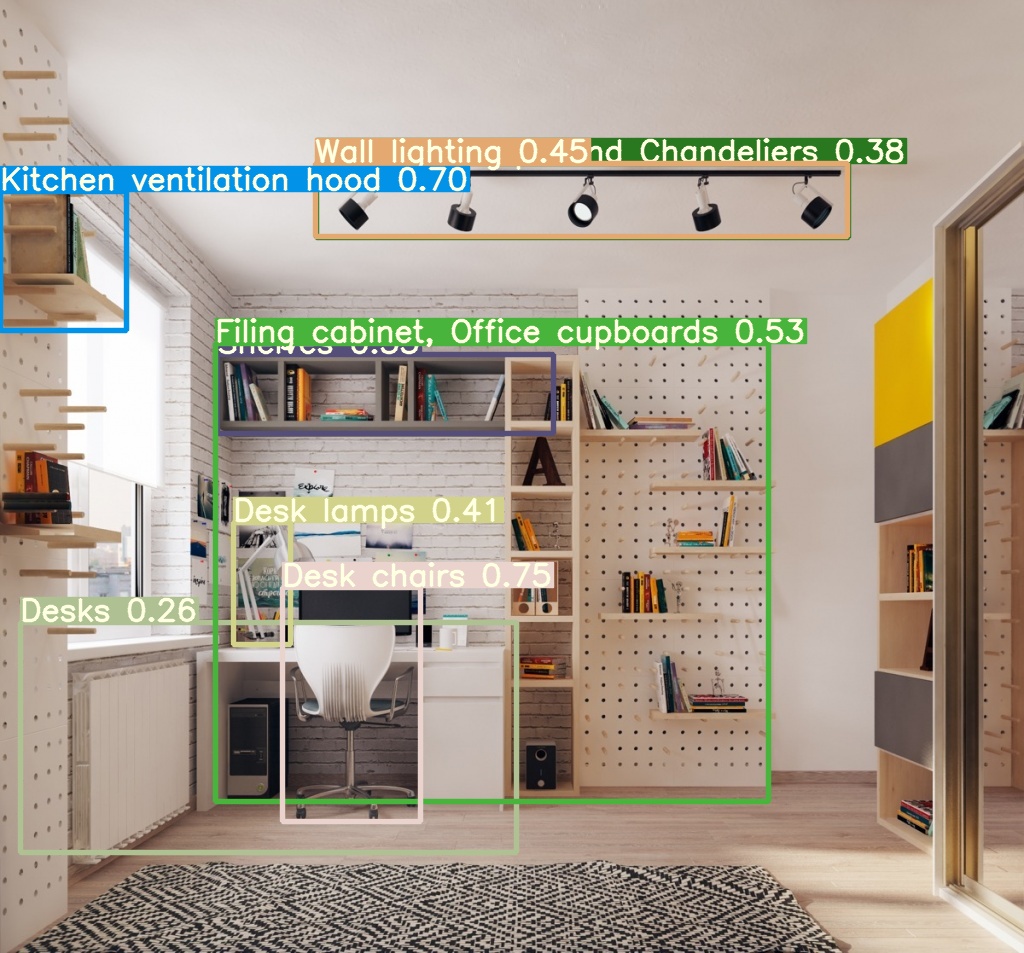 Wall lighting 0.45nd Chandeliers 0.38
Kitchen ventilation hood 0.70
Filing cabinet, Office cupboards 0.53
Explore
Desk lamps 0.41
Desk chairs 0.75
A
Desks 0.26